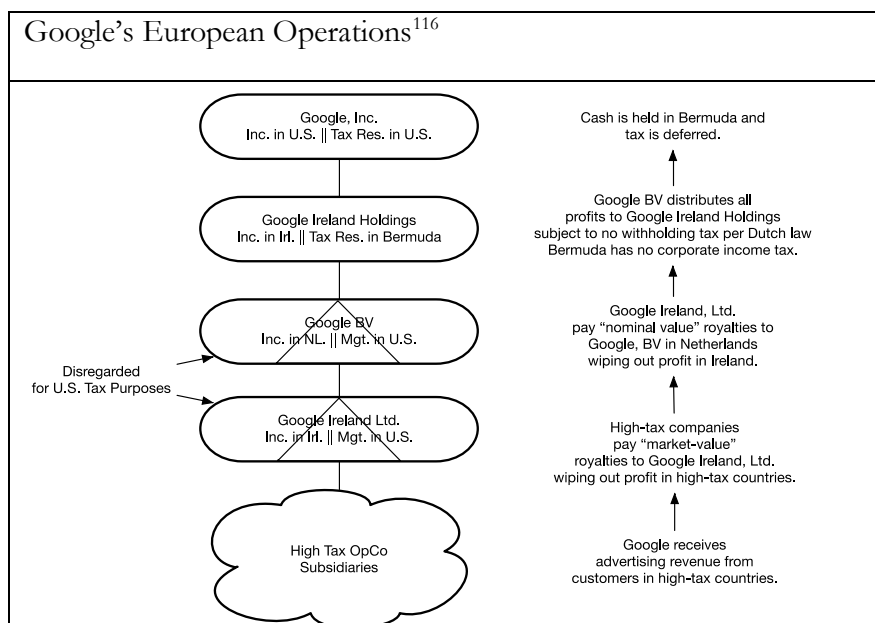 Google's European Operations116
Google, Inc.
Inc. in U.S. || Tax Res. in U.S.
Google Ireland Holdings
Inc. in Irl. || Tax Res. in Bermuda
Google BV
Inc. in NL. || Mgt. in U.S.
Disregarded
for U.S. Tax Purposes
Google Ireland Ltd.
Inc. in Irl. || Mgt. in U.S.
High Tax OpCo
Subsidiaries
Cash is held in Bermuda and
tax is deferred.
Google BV distributes all
profits to Google Ireland Holdings
subject to no withholding tax per Dutch law
Bermuda has no corporate income tax.
Google Ireland, Ltd.
pay “nominal value” royalties to
Google, BV in Netherlands
wiping out profit in Ireland.
High-tax companies
pay “market-value”
royalties to Google Ireland, Ltd.
wiping out profit in high-tax countries.
Google receives
advertising revenue from
customers in high-tax countries.